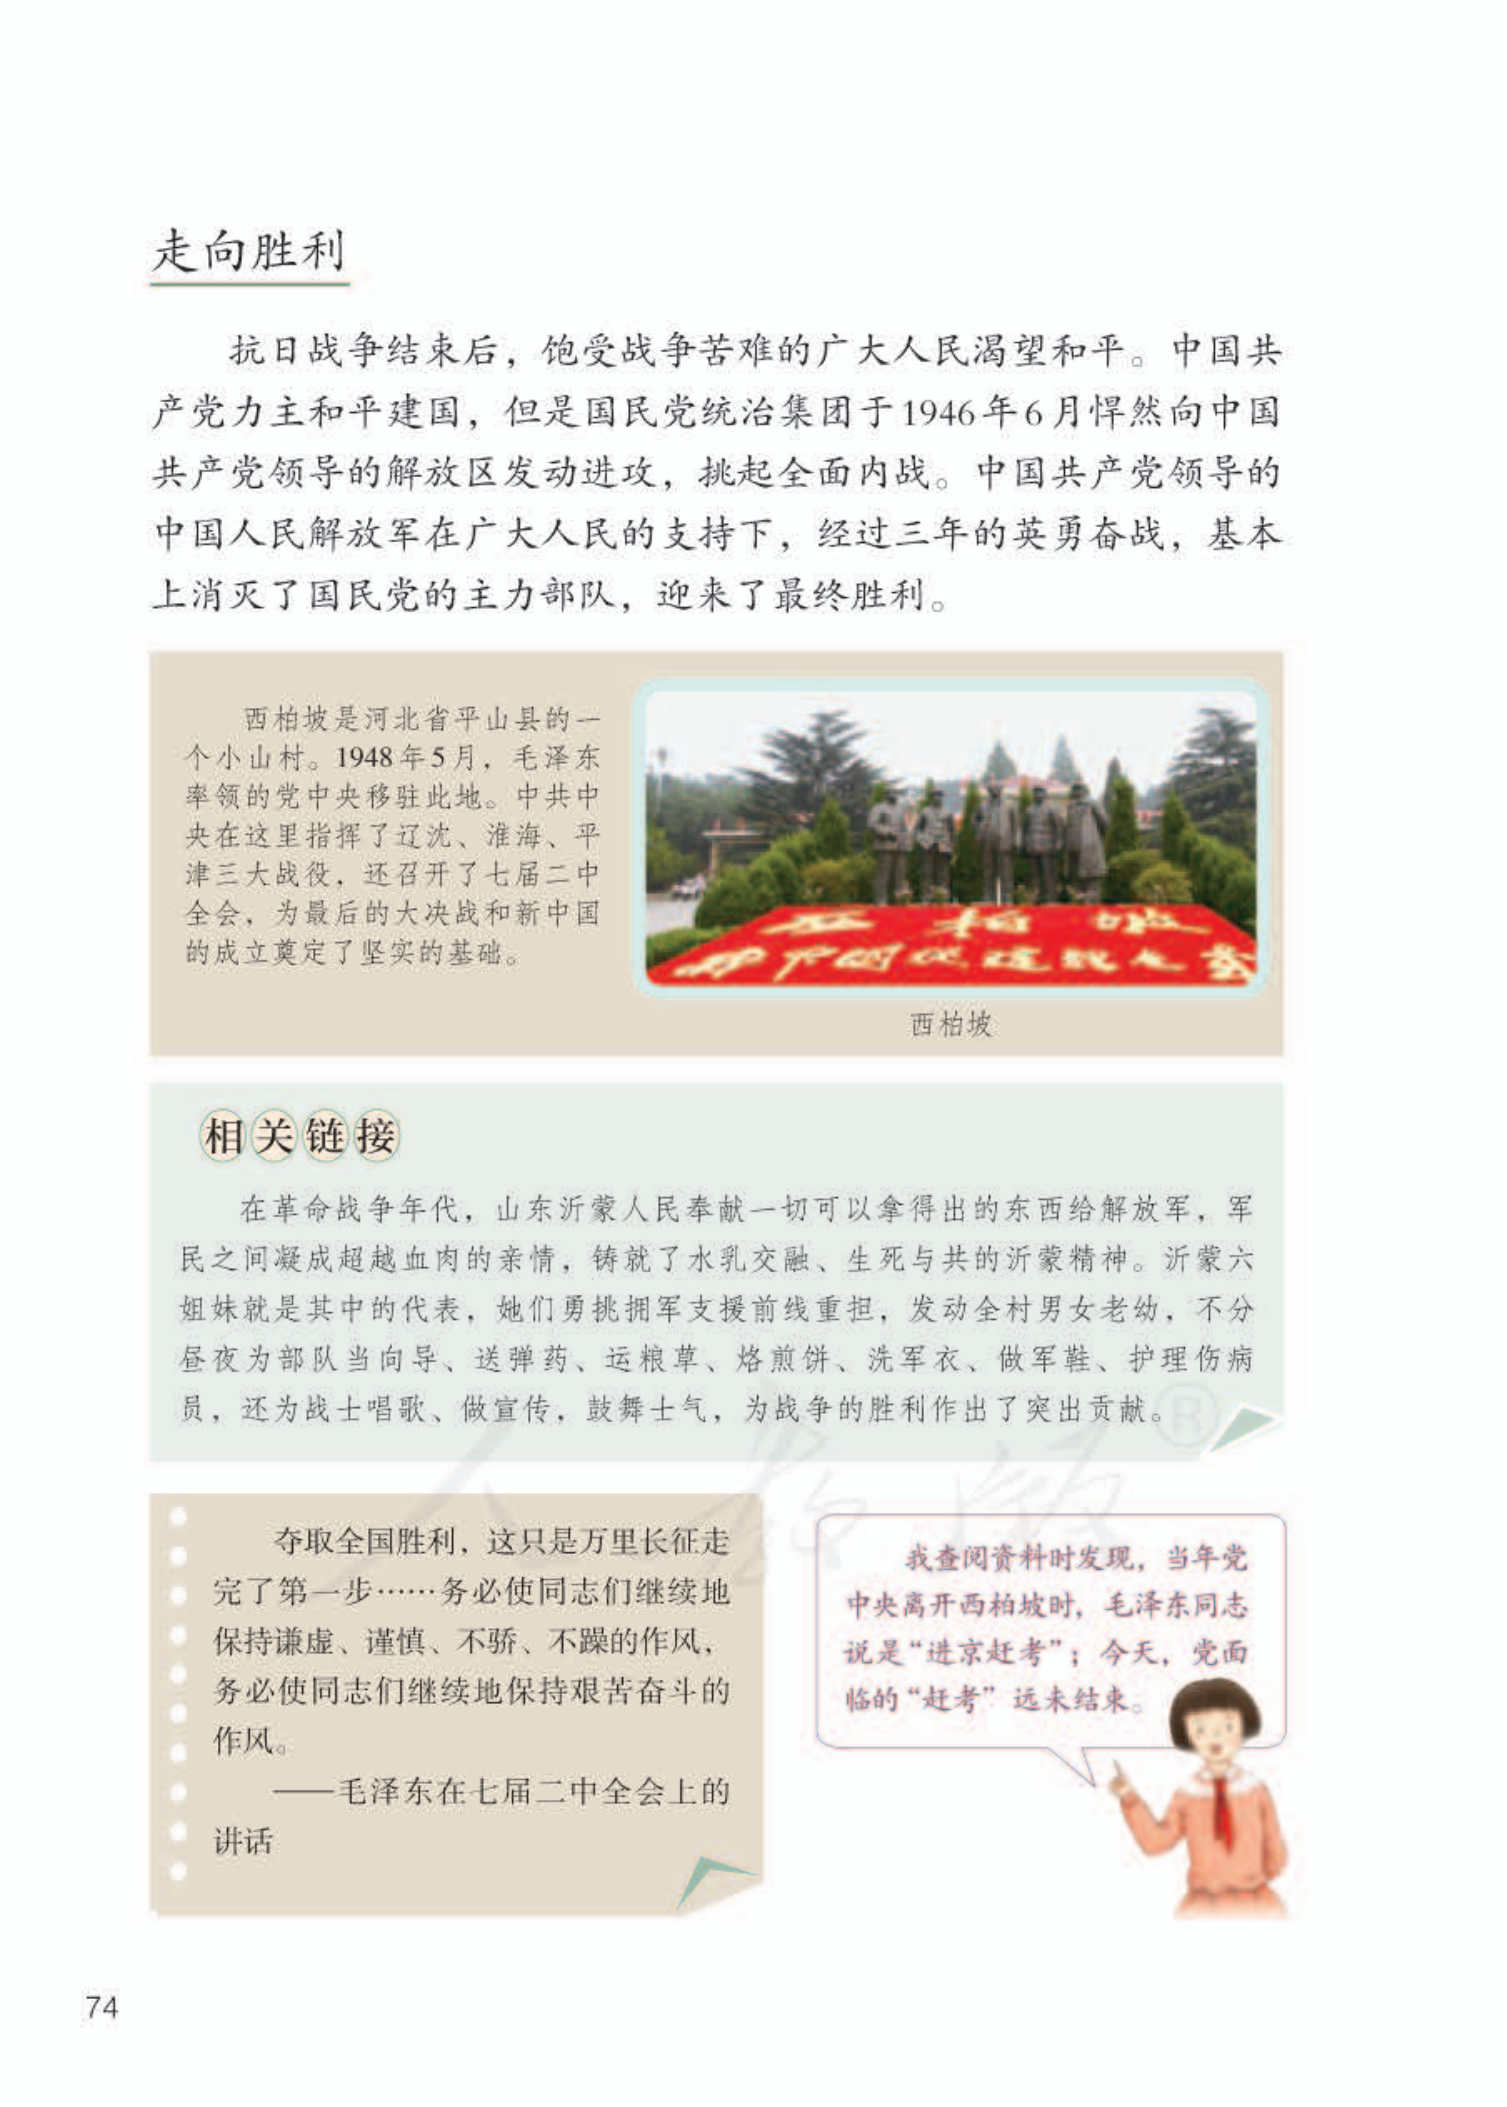 走向胜利
抗日战争结束后，饱受战争苦难的广大人民渴望和平。中国共
产党力主和平建国，但是国民党统治集团于1946年6月悍然向中国
共产党领导的解放区发动进攻，挑起全面内战。中国共产党领导的
中国人民解放军在广大人民的支持下，经过三年的英勇奋战，基本
上消灭了国民党的主力部队，迎来了最终胜利。
西柏坡是河北省平山县的一
个小山村。1948年5月，毛泽东
率领的党中央移驻此地。中共中
央在这里指挥了辽沈、淮海、平
津三大战役，还召开了七届二中
全会，为最后的大决战和新中国
的成立奠定了坚实的基础。
西柏坡
西柏坡
相关链接
在革命战争年代，山东沂蒙人民奉献一切可以拿得出的东西给解放军，军
民之间凝成超越血肉的亲情，铸就了水乳交融、生死与共的沂蒙精神。沂蒙六
姐妹就是其中的代表，她们勇挑拥军支援前线重担，发动全村男女老幼，不分
昼夜为部队当向导、送弹药、运粮草、烙煎饼、洗军衣、做军鞋、护理伤病
员，还为战士唱歌、做宣传，鼓舞士气，为战争的胜利作出了突出贡献。
人教版®
夺取全国胜利，这只是万里长征走
完了第一步……务必使同志们继续地
保持谦虚、谨慎、不骄、不躁的作风，
务必使同志们继续地保持艰苦奋斗的
作风。
——毛泽东在七届二中全会上的
讲话
我查阅资料时发现，当年党
中央离开西柏坡时，毛泽东同志
说是“进京赶考”；今天，党面
临的“赶考”远未结束。
74